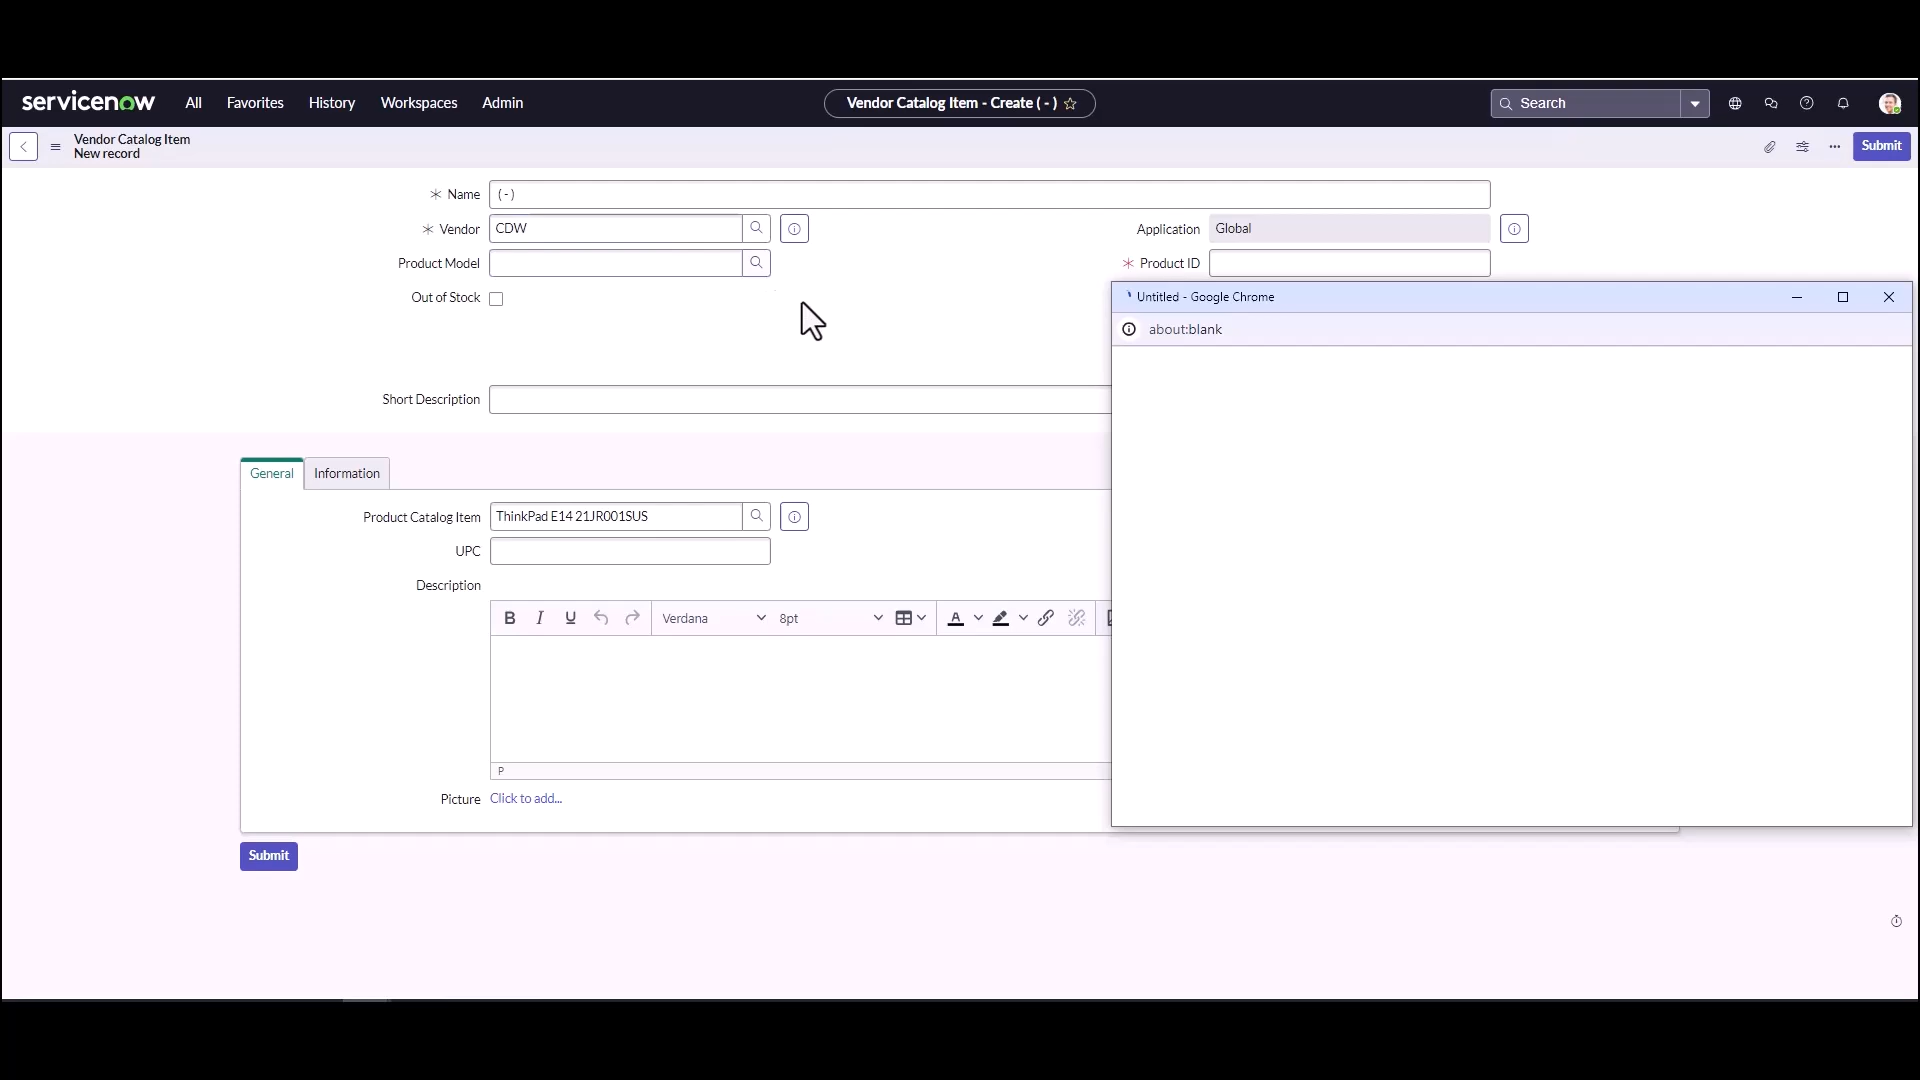 servicenow All Favorites History Workspaces Admin Vendor Catalog Item - Create ( - ) Search
Vendor Catalog Item
New record
Submit
Name ( - )
Vendor CDW Application Global
Product Model Product ID
Out of Stock
Untitled - Google Chrome
about:blank
Short Description
General Information
Product Catalog Item ThinkPad E14 21JR001SUS
UPC
Description
B I U Verdana 8pt A
P
Picture Click to add...
Submit